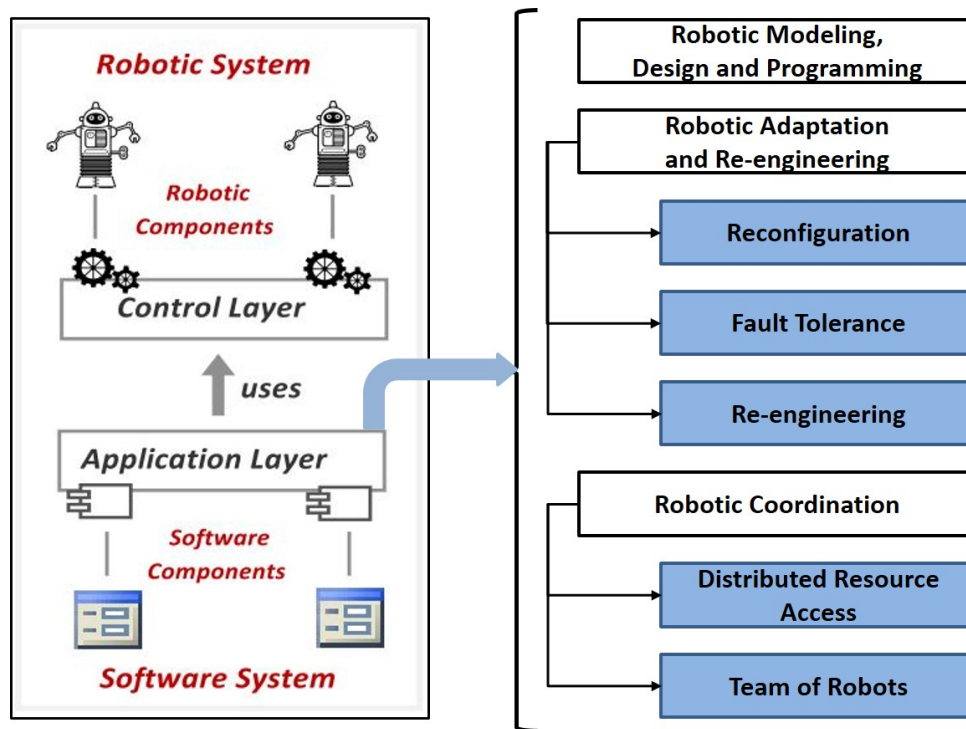 Robotic System
Robotic
Components
Control Layer
uses
Application Layer
Software
Components
Software System
Robotic Modeling,
Design and Programming
Robotic Adaptation
and Re-engineering
Reconfiguration
Fault Tolerance
Re-engineering
Robotic Coordination
Distributed Resource
Access
Team of Robots